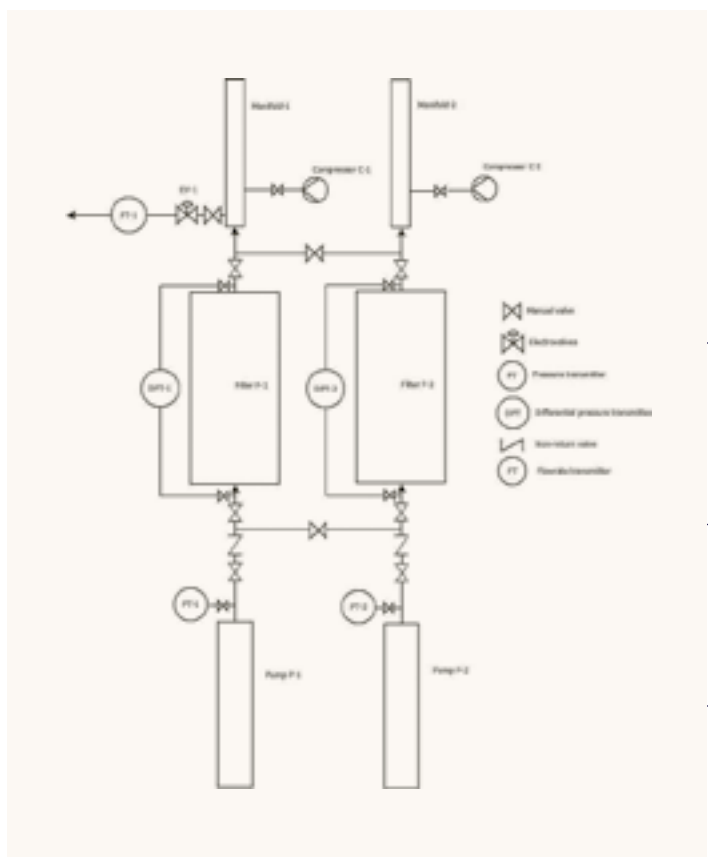 Manifold-1
Manifold-2
Compressor C-1
Compressor C-2
EV-1
FT-1
DPT-1
Filter F-1
DPT-2
Filter F-2
Manual valve
Electrovalve
PT
Pressure transmitter
DPT
Differential pressure transmitter
Non-return valve
FT
PT-1
PT-2
Pump P-1
Pump P-2